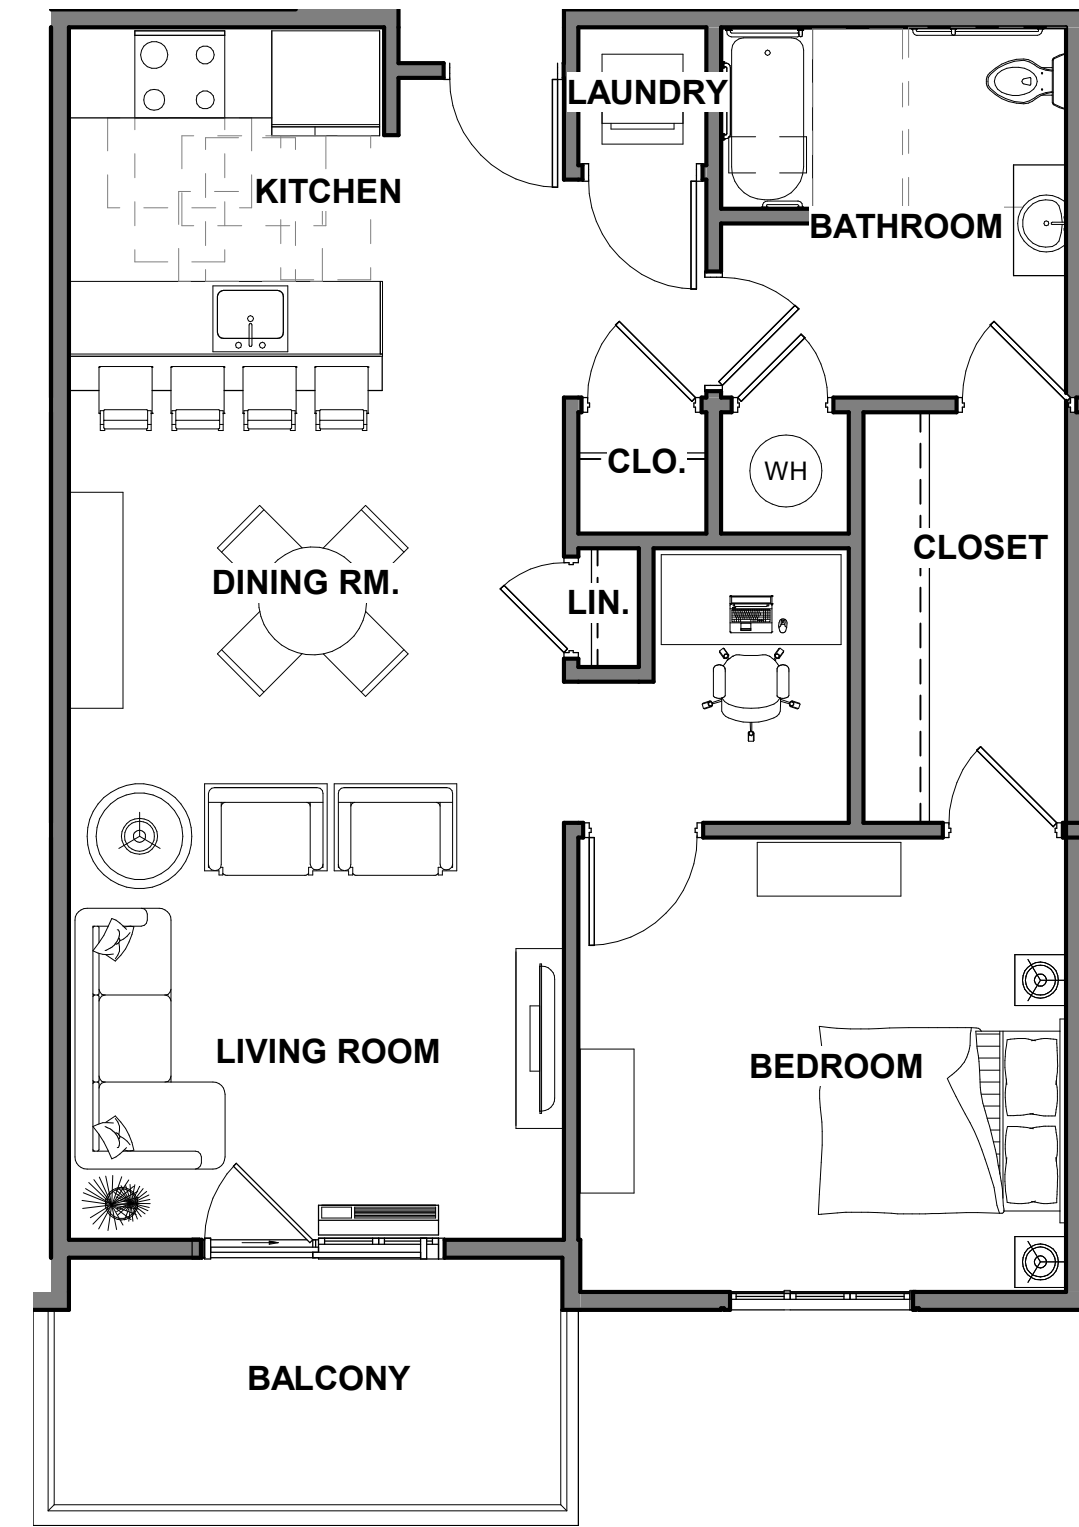 LAUNDRY
KITCHEN
BATHROOM
CLO.
WH
CLOSET
DINING RM.
LIN.
LIVING ROOM
BEDROOM
BALCONY